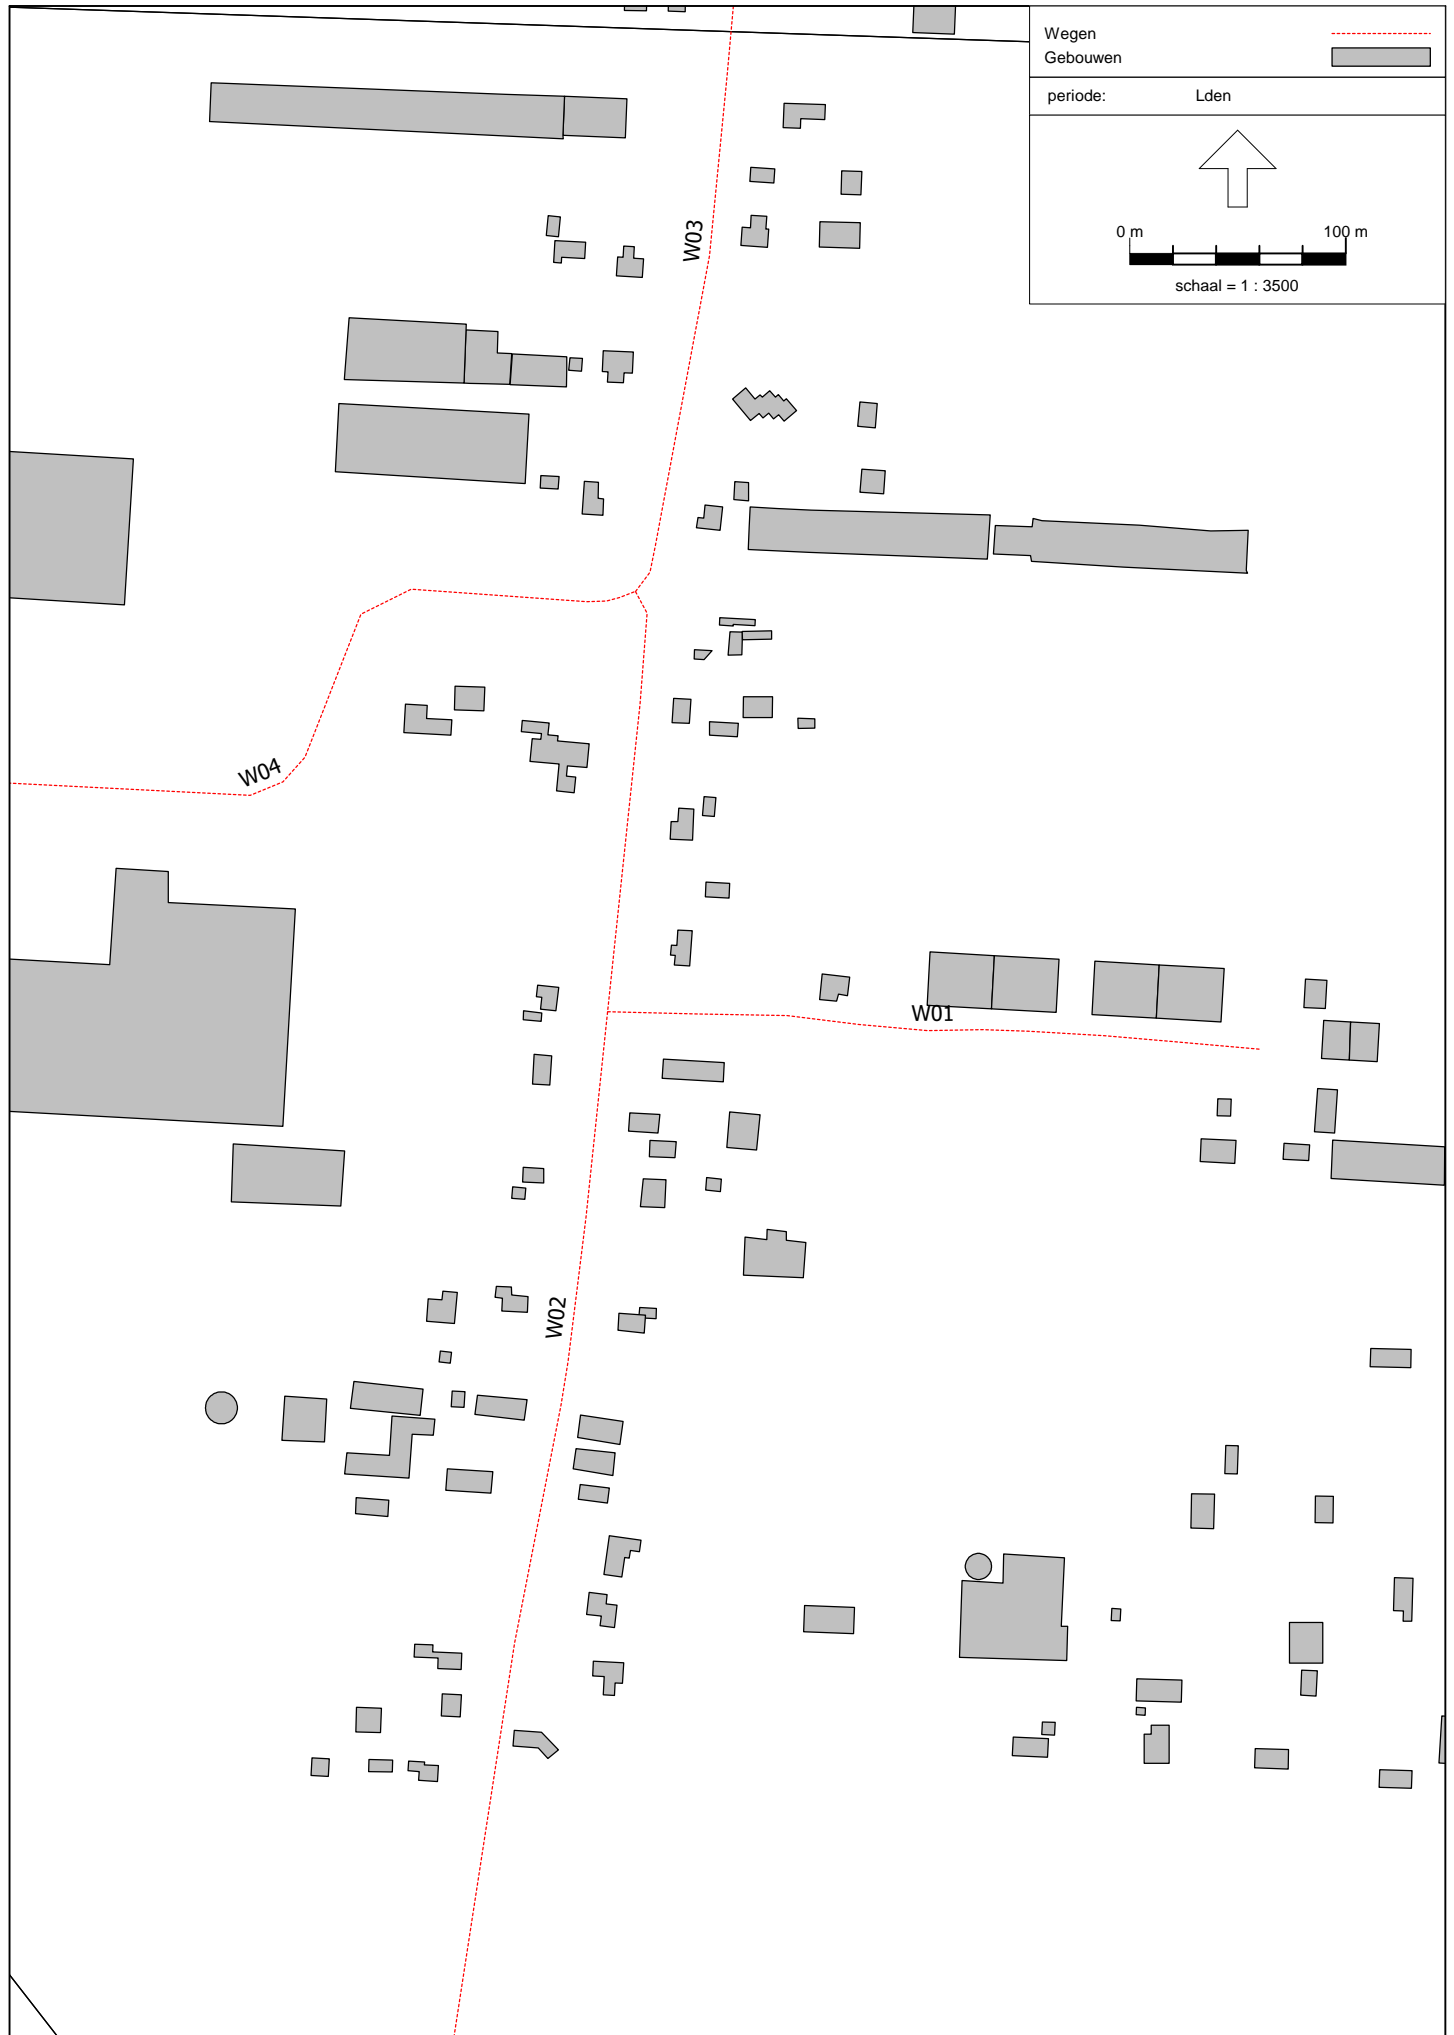 Wegen
Gebouwen
periode: Lden
0 m 100 m
schaal = 1 : 3500
W03
W04
W01
W02